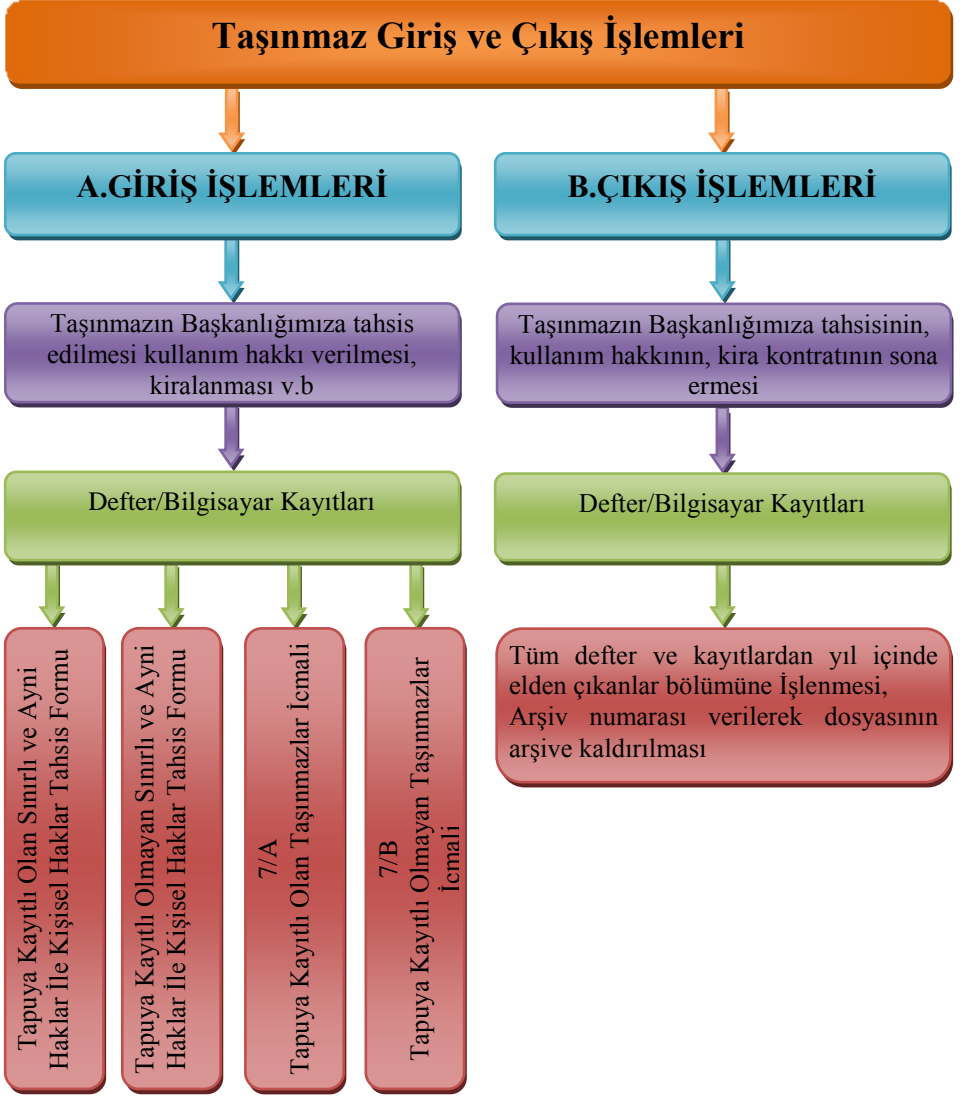 Taşınmaz Giriş ve Çıkış İşlemleri
A.GİRİŞ İŞLEMLERİ
Taşınmazın Başkanlığımıza tahsis
edilmesi kullanım hakkı verilmesi,
kiralanması v.b
Defter/Bilgisayar Kayıtları
Tapuya Kayıtlı Olan Sınırlı ve Ayni
Haklar İle Kişisel Haklar Tahsis Formu
Tapuya Kayıtlı Olmayan Sınırlı ve Ayni
Haklar İle Kişisel Haklar Tahsis Formu
7/A
Tapuya Kayıtlı Olan Taşınmazlar İcmali
7/B
Tapuya Kayıtlı Olmayan Taşınmazlar
İcmali
B.ÇIKIŞ İŞLEMLERİ
Taşınmazın Başkanlığımıza tahsisinin,
kullanım hakkının, kira kontratının sona
ermesi
Defter/Bilgisayar Kayıtları
Tüm defter ve kayıtlardan yıl içinde
elden çıkanlar bölümüne İşlenmesi,
Arşiv numarası verilerek dosyasının
arşive kaldırılması